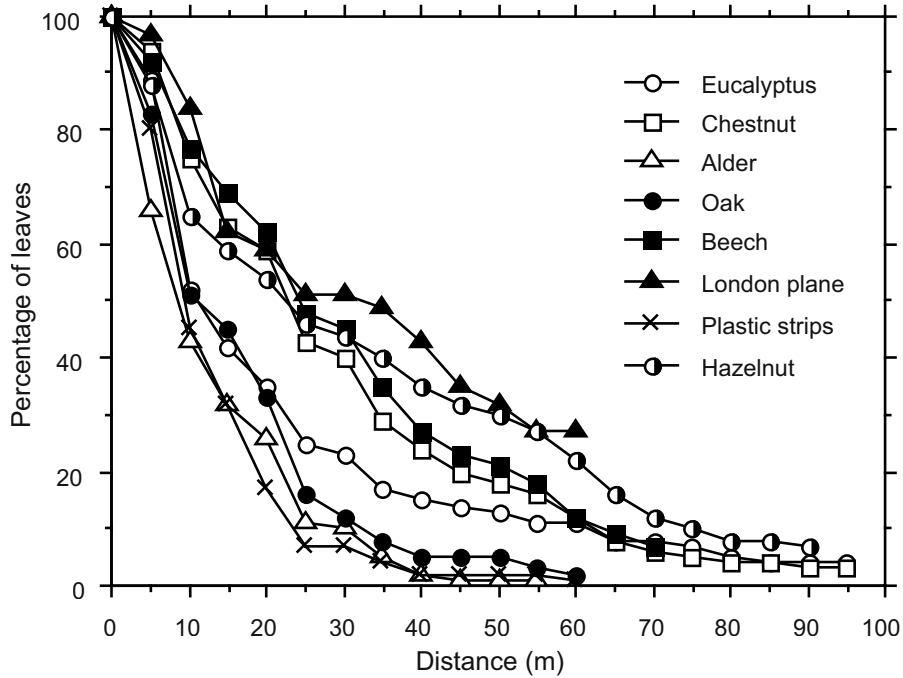 Percentage of leaves
100
80
60
40
20
0
Eucalyptus
Chestnut
Alder
Oak
Beech
London plane
Plastic strips
Hazelnut
0 10 20 30 40 50 60 70 80 90 100
Distance (m)